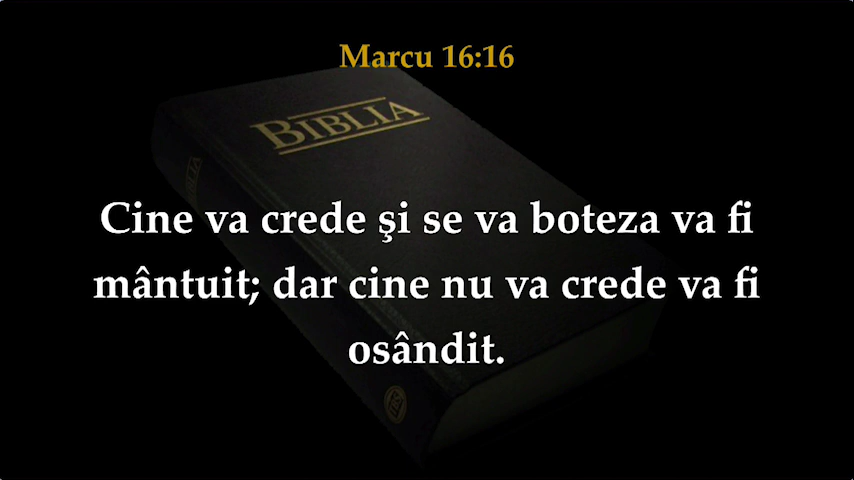 Marcu 16:16
BIBLIA
BIBLIA
Cine va crede şi se va boteza va fi
mântuit; dar cine nu va crede va fi
osândit.